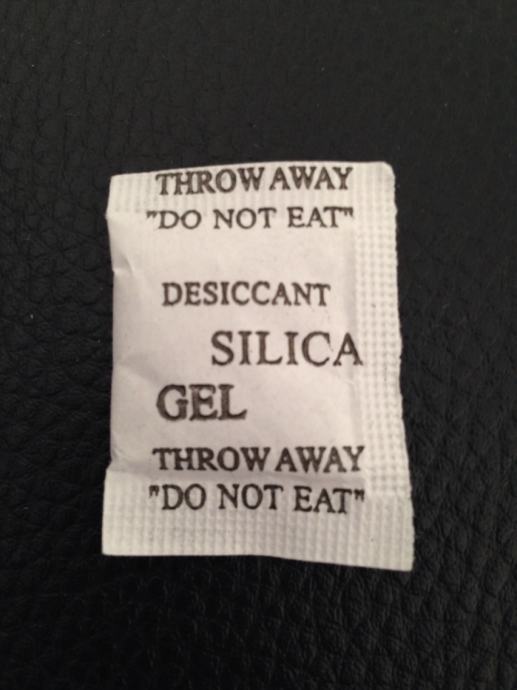 THROW AWAY
"DO NOT EAT"
DESICCANT
SILICA
GEL
THROW AWAY
"DO NOT EAT"